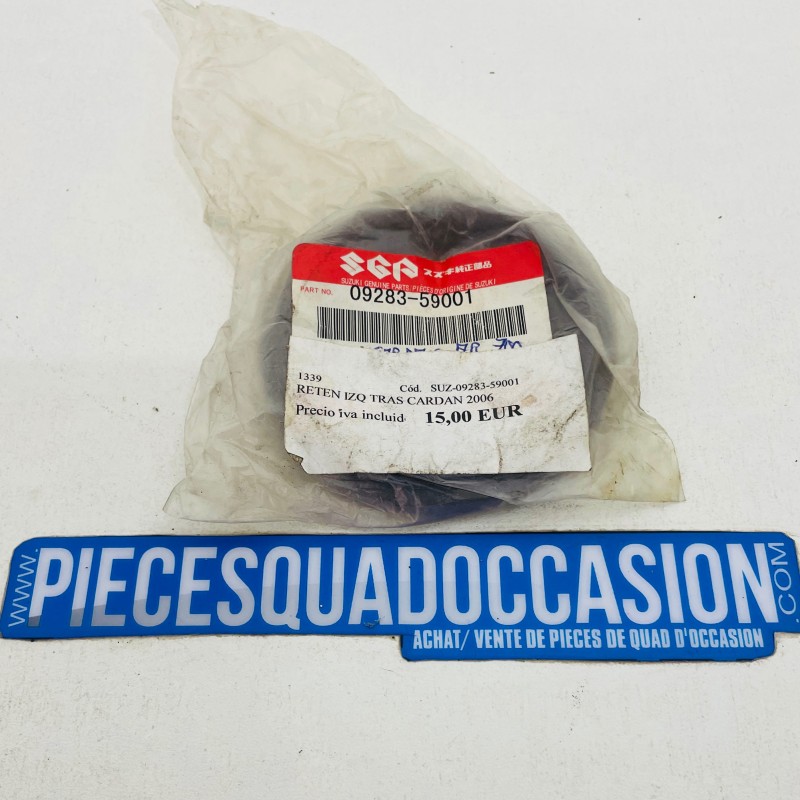 SGP スズキ純正部品
SUZUKI GENUINE PARTS/PIÈCES D'ORIGINE DE SUZUKI
PART NO. 09283-59001
1339 Cód. SUZ-09283-59001
RETEN IZQ TRAS CARDAN 2006
Precio iva incluid 15,00 EUR
WWW.PIECESQUADOCCASION.COM
ACHAT/ VENTE DE PIECES DE QUAD D'OCCASION